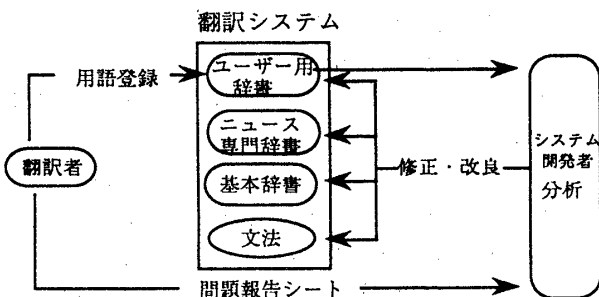 翻訳システム
用語登録
ユーザー用
辞書
ニュース
専門辞書
翻訳者
基本辞書
修正・改良
システム
開発者
分析
文法
問題報告シート